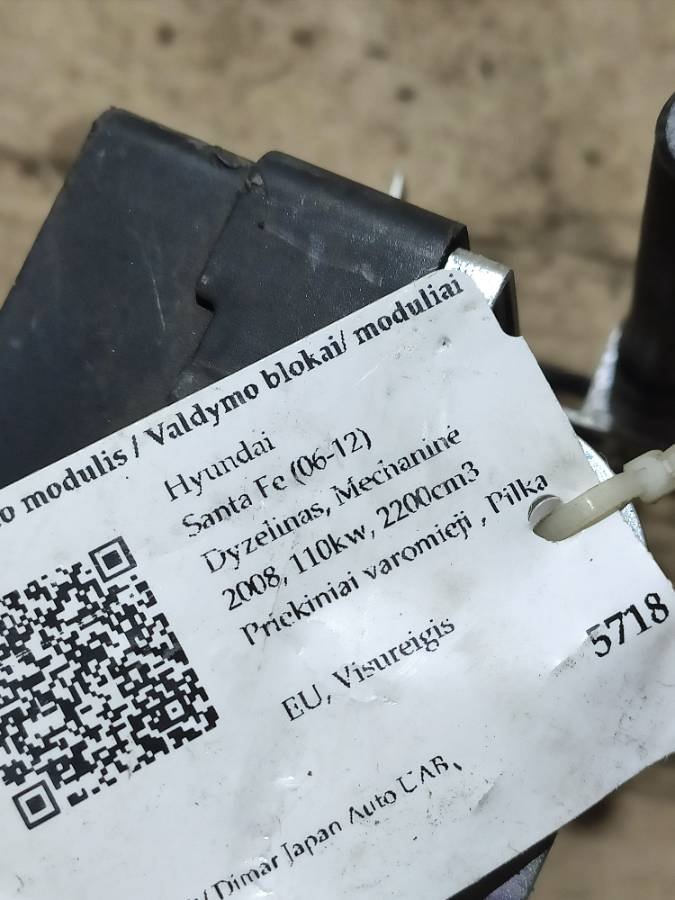 modulis / Valdymo blokai/ moduliai
Hyundai
Santa Fe (06-12)
Dyzelinas, Mechaninė
2008, 110kw, 2200cm3
Priekiniai varomieji , Pilka
EU, Visureigis
5718
Dimar Japan Auto UAB,